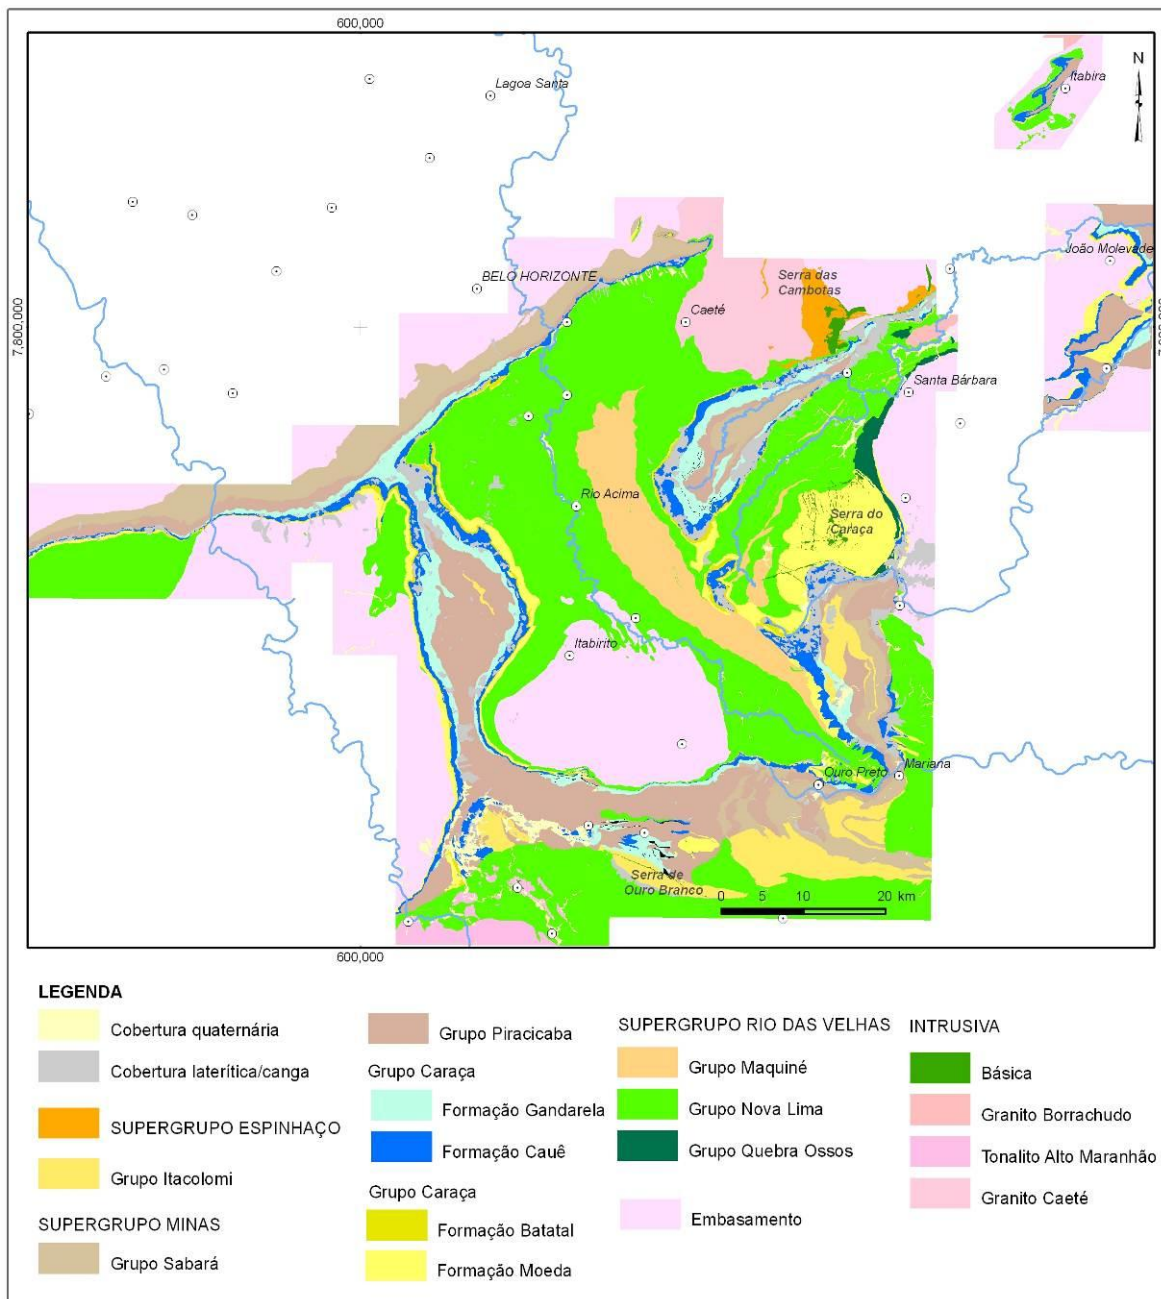 600,000
N
Lagoa Santa
Itabira
João Molevade
BELO HORIZONTE
Serra das
Cambotas
7,800,000
Caeté
Santa Bárbara
Rio Acima
Serra do
Caraça
Itabirito
Ouro Preto
Mariana
Serra de
Ouro Branco
0 5 10 20 km
600,000
LEGENDA
Cobertura quaternária
Cobertura laterítica/canga
SUPERGRUPO ESPINHAÇO
Grupo Itacolomi
SUPERGRUPO MINAS
Grupo Sabará
Grupo Piracicaba
Grupo Caraça
Formação Gandarela
Formação Cauê
Grupo Caraça
Formação Batatal
Formação Moeda
SUPERGRUPO RIO DAS VELHAS
Grupo Maquiné
Grupo Nova Lima
Grupo Quebra Ossos
Embasamento
INTRUSIVA
Básica
Granito Borrachudo
Tonalito Alto Maranhão
Granito Caeté